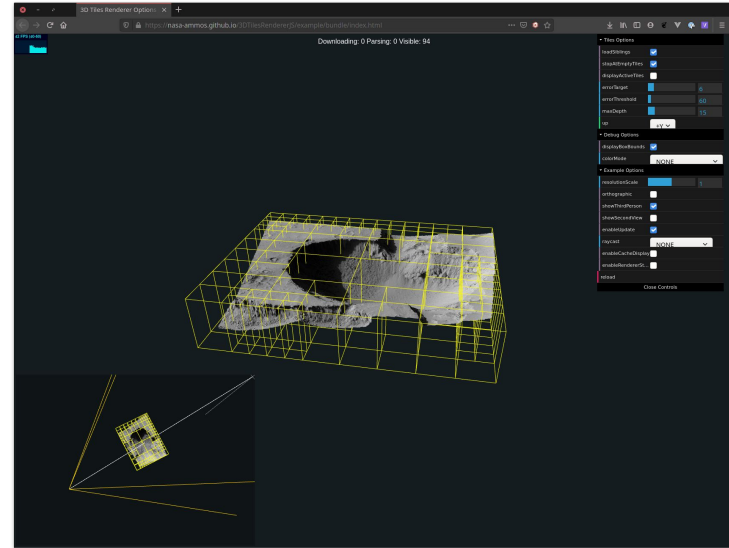 3D Tiles Renderer Options
https://nasa-ammos.github.io/3DTilesRendererJS/example/bundle/index.html
Downloading: 0 Parsing: 0 Visible: 94
Tiles Options
loadSiblings
stopAtEmptyTiles
displayActiveTiles
errorTarget 6
errorThreshold 60
maxDepth 15
up +Y
Debug Options
displayBoxBounds
colorMode NONE
Example Options
resolutionScale 1
orthographic
showThirdPerson
showSecondView
enableUpdate
raycast NONE
enableCacheDisplay
enableRendererSt
reload
Close Controls